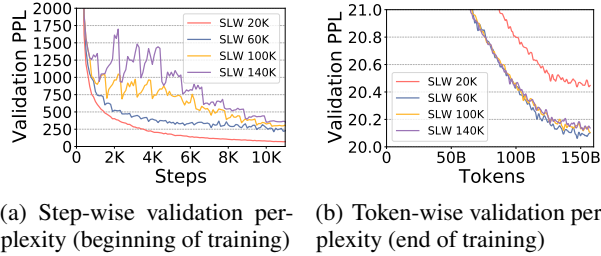 2000
1750
1500
1250
1000
750
500
250
0
Validation PPL
SLW 20K
SLW 60K
SLW 100K
SLW 140K
0 2K 4K 6K 8K 10K
Steps
21.0
20.8
20.6
20.4
20.2
20.0
Validation PPL
SLW 20K
SLW 60K
SLW 100K
SLW 140K
0 50B 100B 150B
Tokens
(a) Step-wise validation per-
plexity (beginning of training)
(b) Token-wise validation per
plexity (end of training)